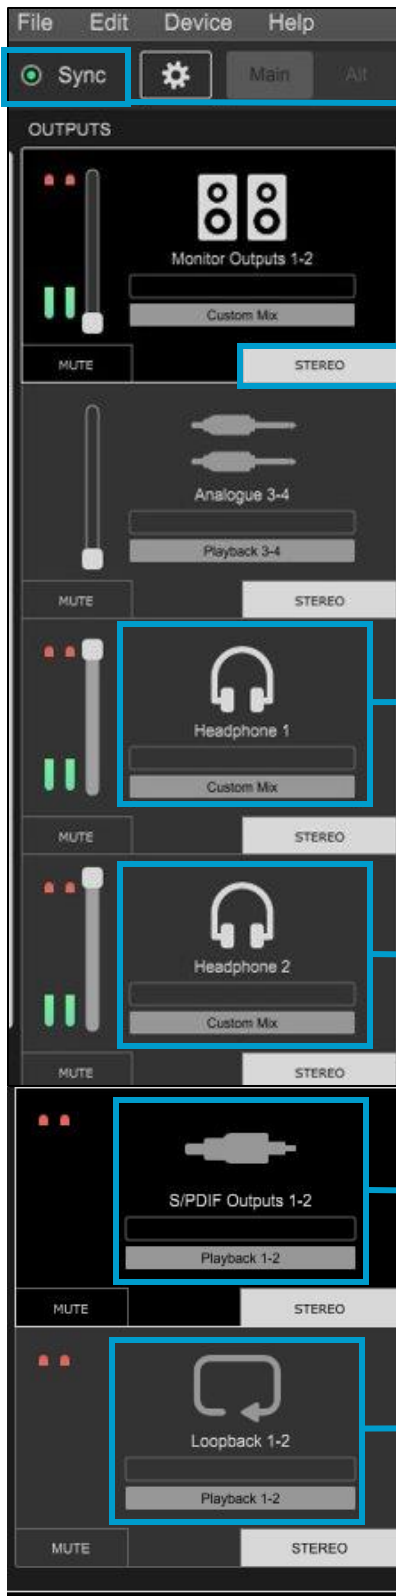 File Edit Device Help
Sync Main Alt
OUTPUTS
Monitor Outputs 1-2
Custom Mix
MUTE STEREO
Analogue 3-4
Playback 3-4
MUTE STEREO
Headphone 1
Custom Mix
MUTE STEREO
Headphone 2
Custom Mix
MUTE STEREO
S/PDIF Outputs 1-2
Playback 1-2
MUTE STEREO
Loopback 1-2
Playback 1-2
MUTE STEREO